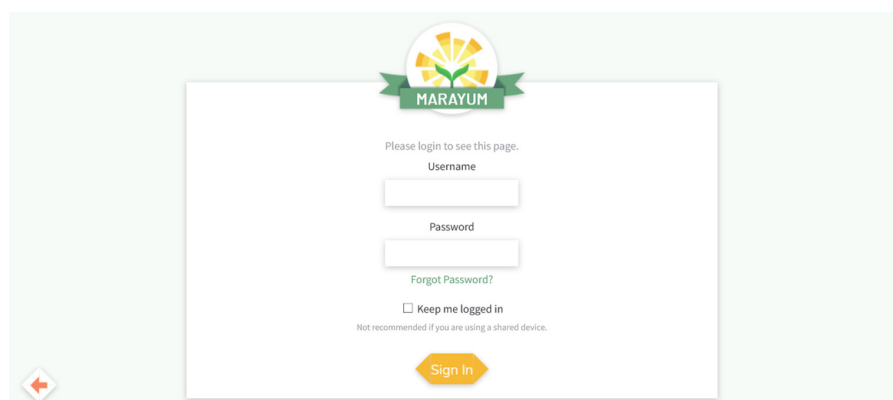 MARAYUM
Please login to see this page.
Username
Password
Forgot Password?
Keep me logged in
Not recommended if you are using a shared device.
Sign In